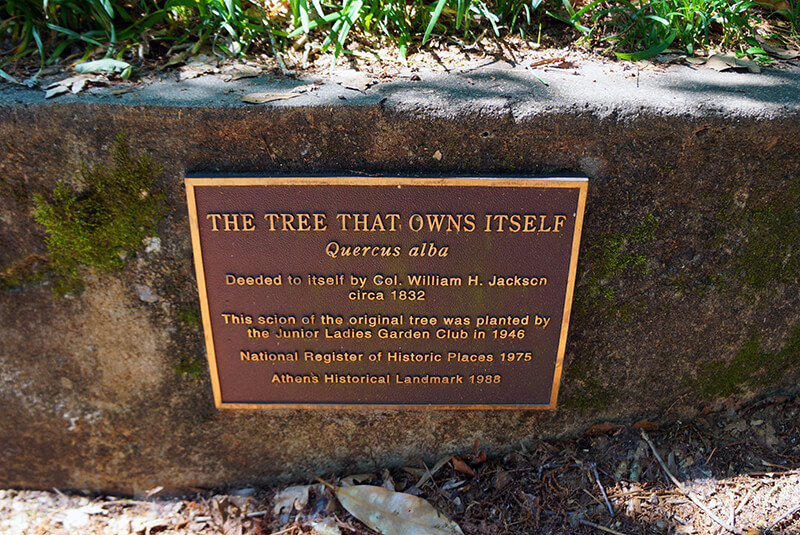 THE TREE THAT OWNS ITSELF
Quercus alba
Deeded to itself by Col. William H. Jackson
circa 1832
This scion of the original tree was planted by
the Junior Ladies Garden Club in 1946
National Register of Historic Places 1975
Athens Historical Landmark 1988